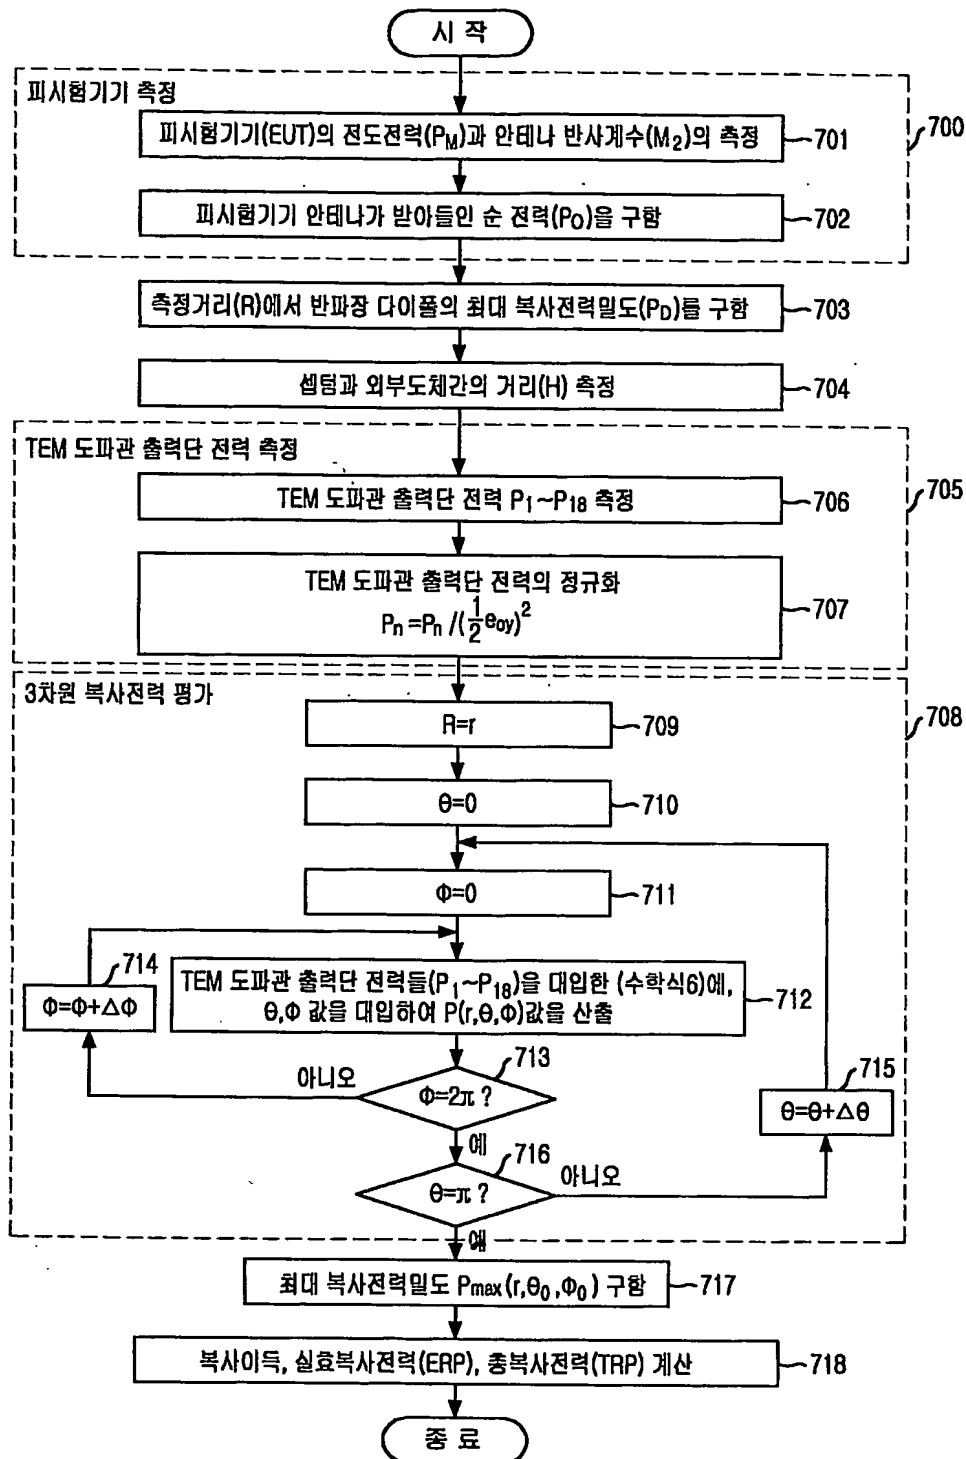 시 작
피시험기기 측정
700
피시험기기(EUT)의 전도전력(PM)과 안테나 반사계수(M2)의 측정
701
피시험기기 안테나가 받아들인 순 전력(PO)을 구함
702
측정거리(R)에서 반파장 다이폴의 최대 복사전력밀도(PD)를 구함
703
셉텀과 외부도체간의 거리(H) 측정
704
TEM 도파관 출력단 전력 측정
705
TEM 도파관 출력단 전력 P1~P18 측정
706
TEM 도파관 출력단 전력의 정규화
Pn=Pn/(1/2 e0y)^2
707
3차원 복사전력 평가
708
R=r
709
θ=0
710
Φ=0
711
714
Φ=Φ+△Φ
TEM 도파관 출력단 전력들(P1~P18)을 대입한 (수학식6)에,
θ,Φ 값을 대입하여 P(r,θ,Φ)값을 산출
712
713
아니오
Φ=2π ?
715
θ=θ+△θ
예
716
θ=π ?
아니오
예
최대 복사전력밀도 Pmax(r,θ0,Φ0) 구함
717
복사이득, 실효복사전력(ERP), 총복사전력(TRP) 계산
718
종 료